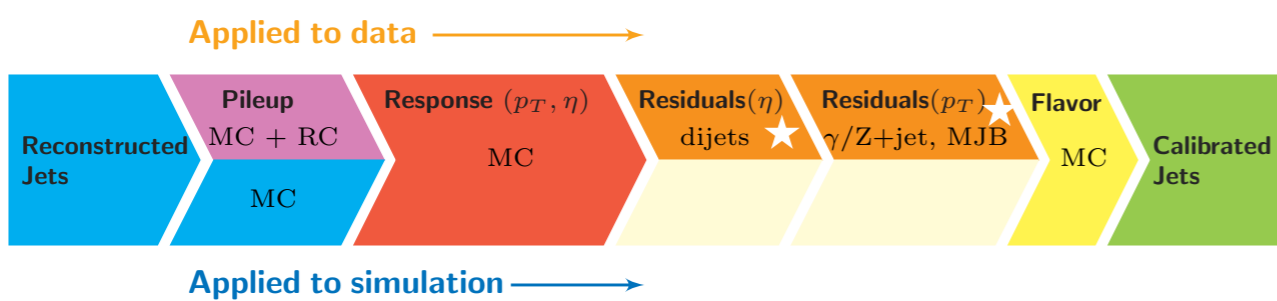 Applied to data
Reconstructed
Jets
Pileup
MC + RC
MC
Response (p_T, η)
MC
Residuals(η)
dijets
Residuals(p_T)
γ/Z+jet, MJB
Flavor
MC
Calibrated
Jets
Applied to simulation